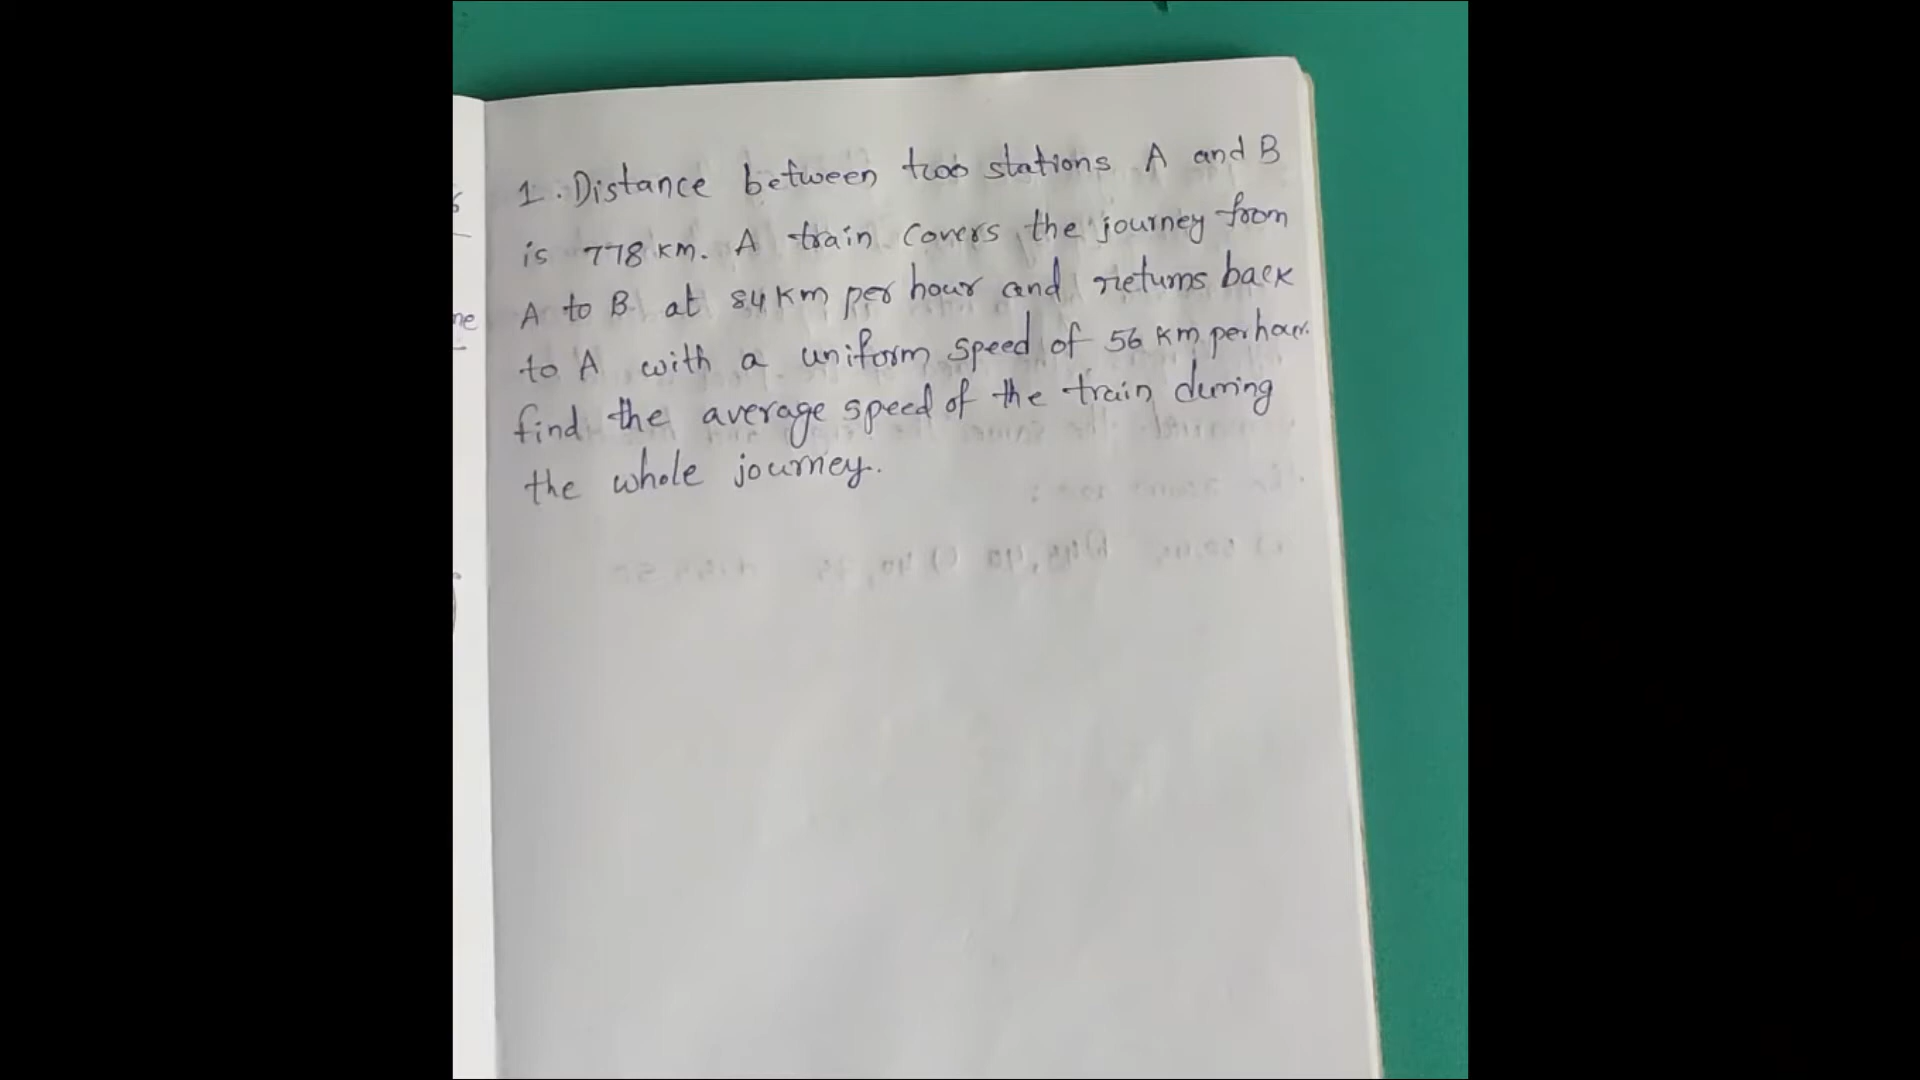 1. Distance between two stations A and B
is 778 km. A train covers the journey from
A to B at 84 km per hour and returns back
to A with a uniform speed of 56 km per hour.
find the average speed of the train during
the whole journey.